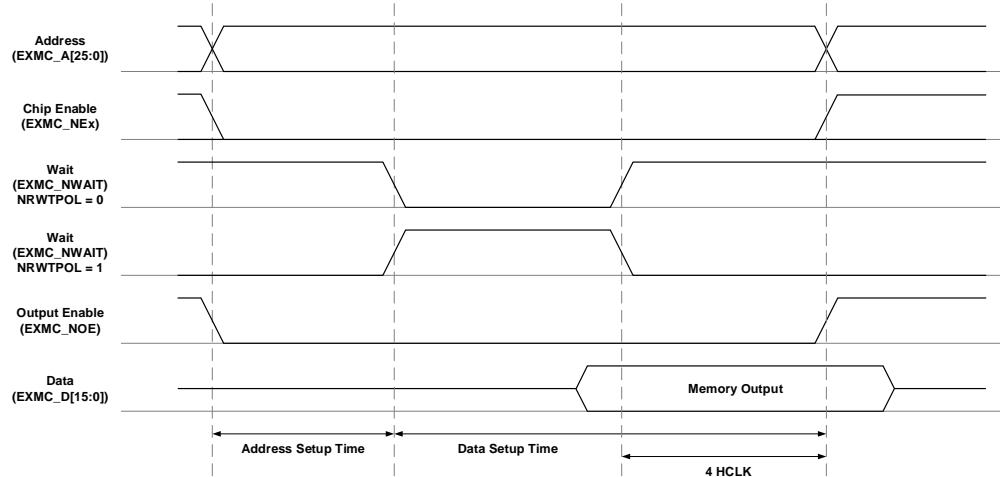 Address
(EXMC_A[25:0])
Chip Enable
(EXMC_NEx)
Wait
(EXMC_NWAIT)
NRWTPOL = 0
Wait
(EXMC_NWAIT)
NRWTPOL = 1
Output Enable
(EXMC_NOE)
Data
(EXMC_D[15:0])
Memory Output
Address Setup Time
Data Setup Time
4 HCLK